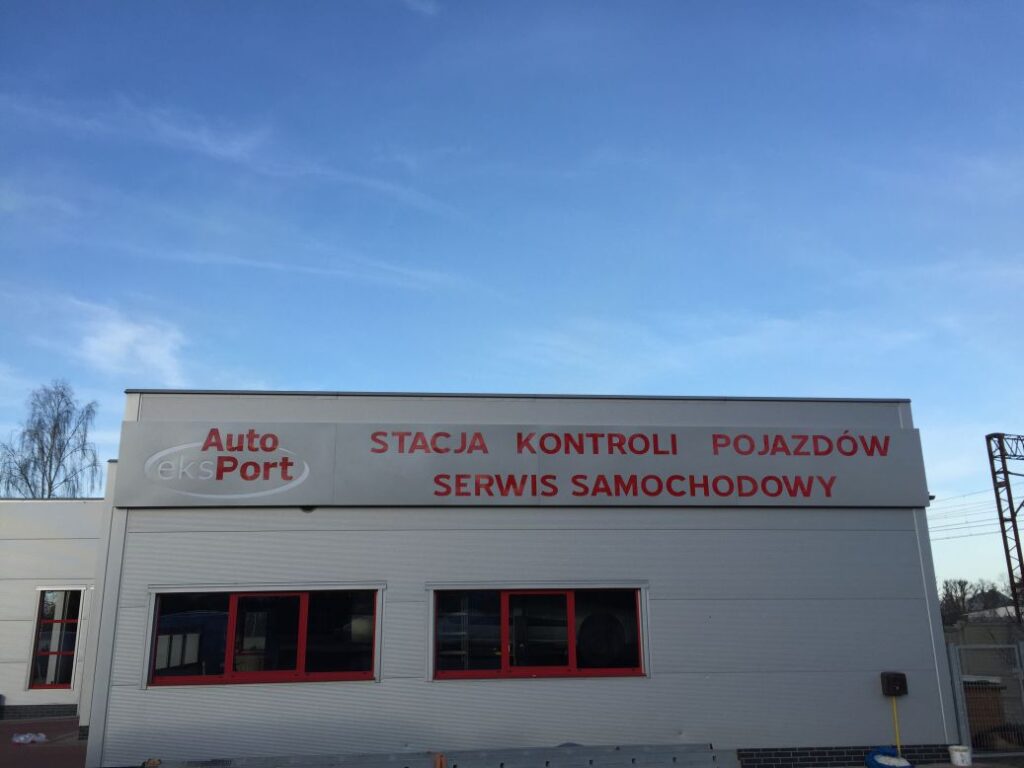 Auto
eksPort
STACJA KONTROLI POJAZDÓW
SERWIS SAMOCHODOWY